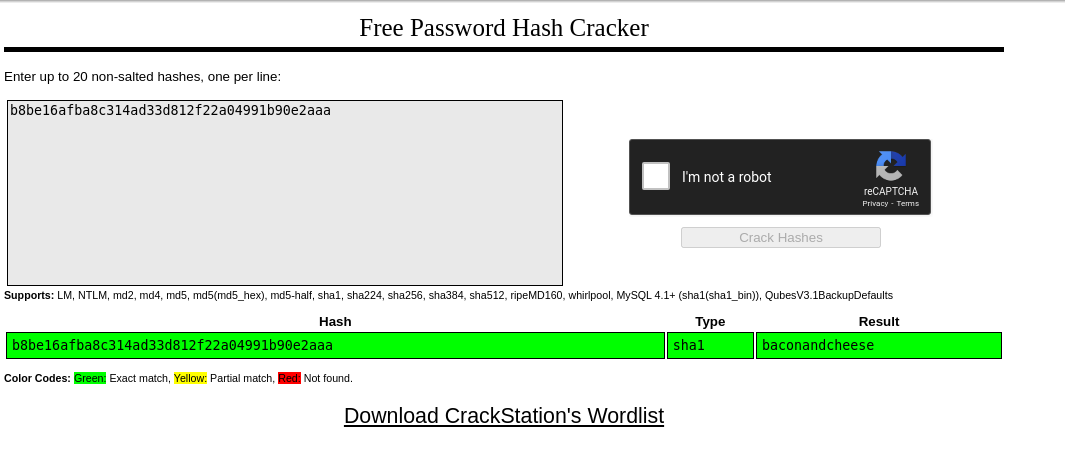 Free Password Hash Cracker
Enter up to 20 non-salted hashes, one per line:
b8be16afba8c314ad33d812f22a04991b90e2aaa
I'm not a robot
reCAPTCHA
Privacy - Terms
Crack Hashes
Supports: LM, NTLM, md2, md4, md5, md5(md5_hex), md5-half, sha1, sha224, sha256, sha384, sha512, ripeMD160, whirlpool, MySQL 4.1+ (sha1(sha1_bin)), QubesV3.1BackupDefaults
Hash Type Result
b8be16afba8c314ad33d812f22a04991b90e2aaa sha1 baconandcheese
Color Codes: Green: Exact match, Yellow: Partial match, Red: Not found.
Download CrackStation's Wordlist